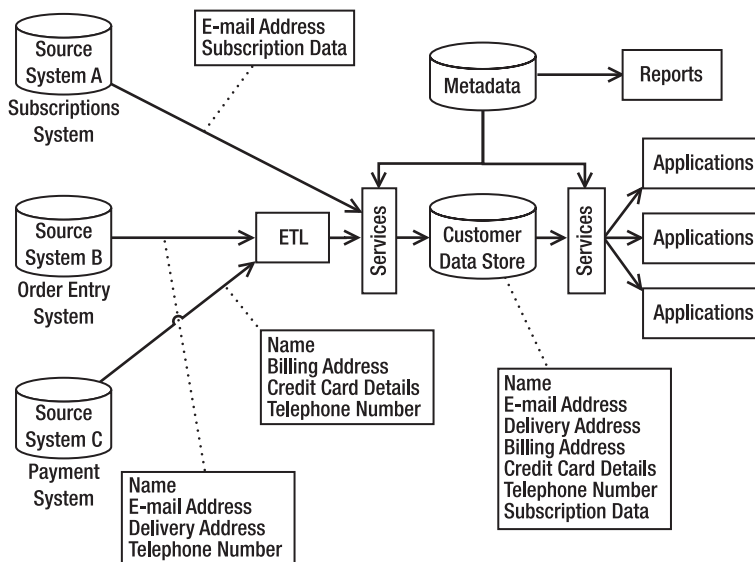 Source
System A
Subscriptions
System
E-mail Address
Subscription Data
Metadata
Reports
Source
System B
Order Entry
System
ETL
Services
Customer
Data Store
Services
Applications
Applications
Applications
Source
System C
Payment
System
Name
Billing Address
Credit Card Details
Telephone Number
Name
E-mail Address
Delivery Address
Telephone Number
Name
E-mail Address
Delivery Address
Billing Address
Credit Card Details
Telephone Number
Subscription Data